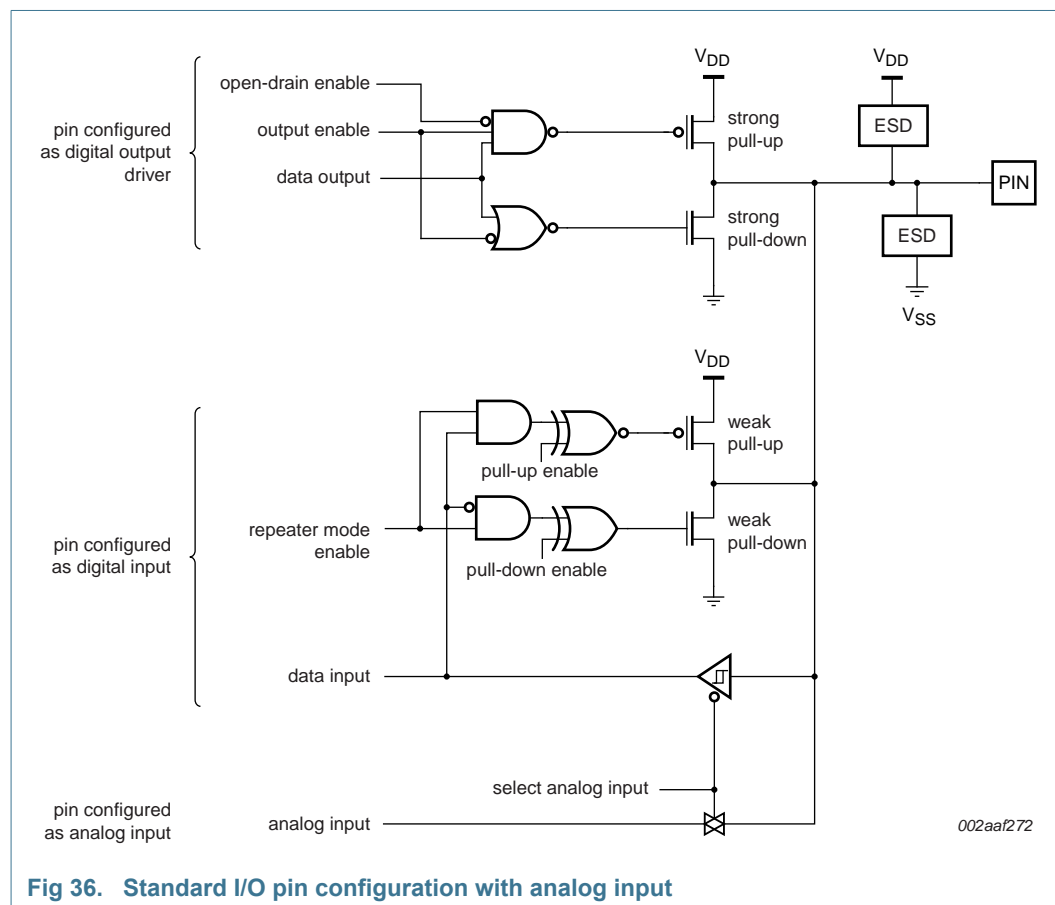 pin configured
as digital output
driver
open-drain enable
output enable
data output
VDD
strong
pull-up
strong
pull-down
VDD
ESD
PIN
ESD
VSS
pin configured
as digital input
VDD
weak
pull-up
pull-up enable
repeater mode
enable
pull-down enable
weak
pull-down
data input
select analog input
pin configured
as analog input
analog input
002aaf272
Fig 36. Standard I/O pin configuration with analog input